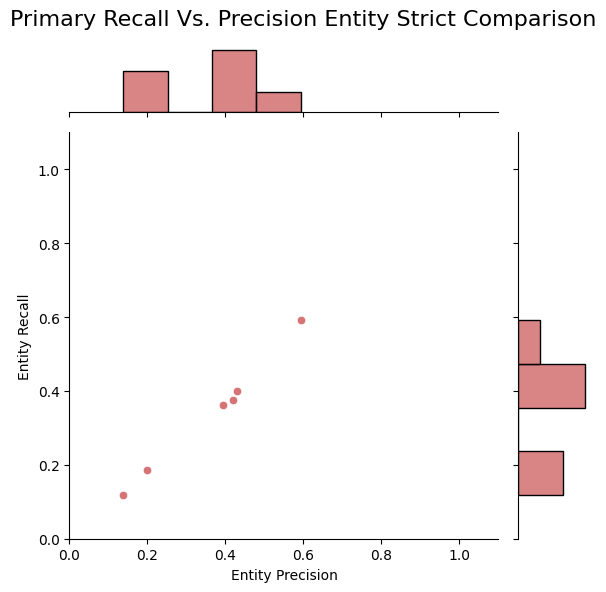 Primary Recall Vs. Precision Entity Strict Comparison
1.0
0.8
0.6
0.4
0.2
0.0
Entity Recall
0.0 0.2 0.4 0.6 0.8 1.0
Entity Precision